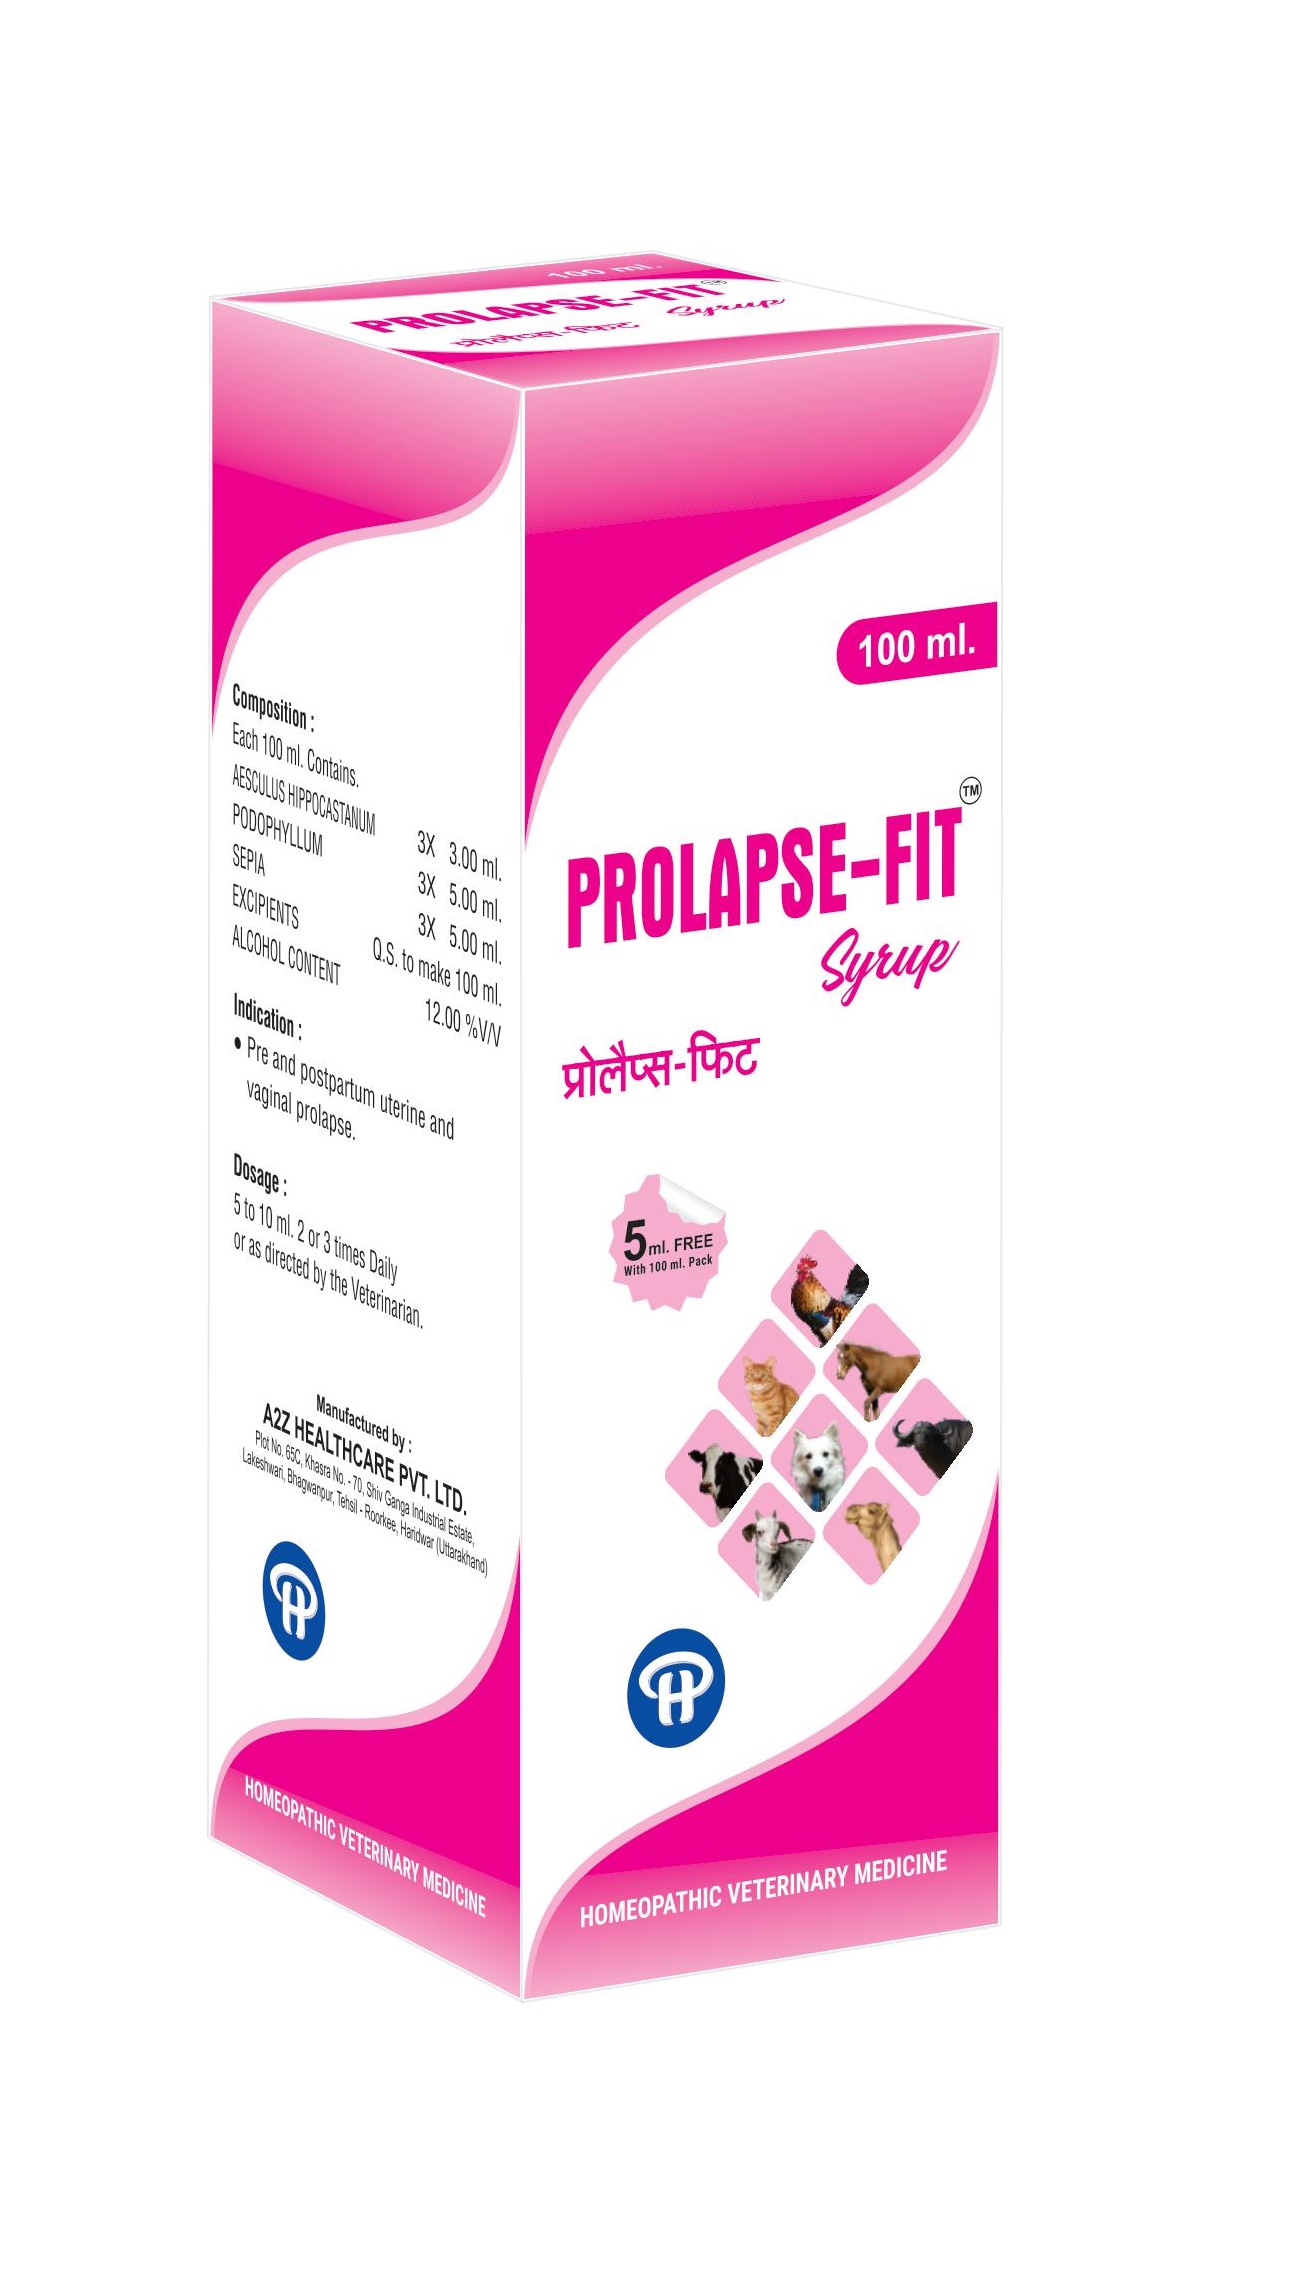 100 ml.
PROLAPSE-FIT
Syrup
प्रोलैप्स-फिट
100 ml.
PROLAPSE-FIT TM
Syrup
प्रोलैप्स-फिट
5 ml. FREE
With 100 ml. Pack
HOMEOPATHIC VETERINARY MEDICINE
Composition :
Each 100 ml. Contains.
AESCULUS HIPPOCASTANUM 3X 3.00 ml.
PODOPHYLLUM 3X 5.00 ml.
SEPIA 3X 5.00 ml.
EXCIPIENTS Q.S. to make 100 ml.
ALCOHOL CONTENT 12.00 %V/V
Indication :
• Pre and postpartum uterine and
vaginal prolapse.
Dosage :
5 to 10 ml. 2 or 3 times Daily
or as directed by the Veterinarian.
Manufactured by :
A2Z HEALTHCARE PVT. LTD.
Plot No. 65C, Khasra No. - 70, Shiv Ganga Industrial Estate,
Lakeshwari, Bhagwanpur, Tehsil - Roorkee, Haridwar (Uttarakhand)
HOMEOPATHIC VETERINARY MEDICINE